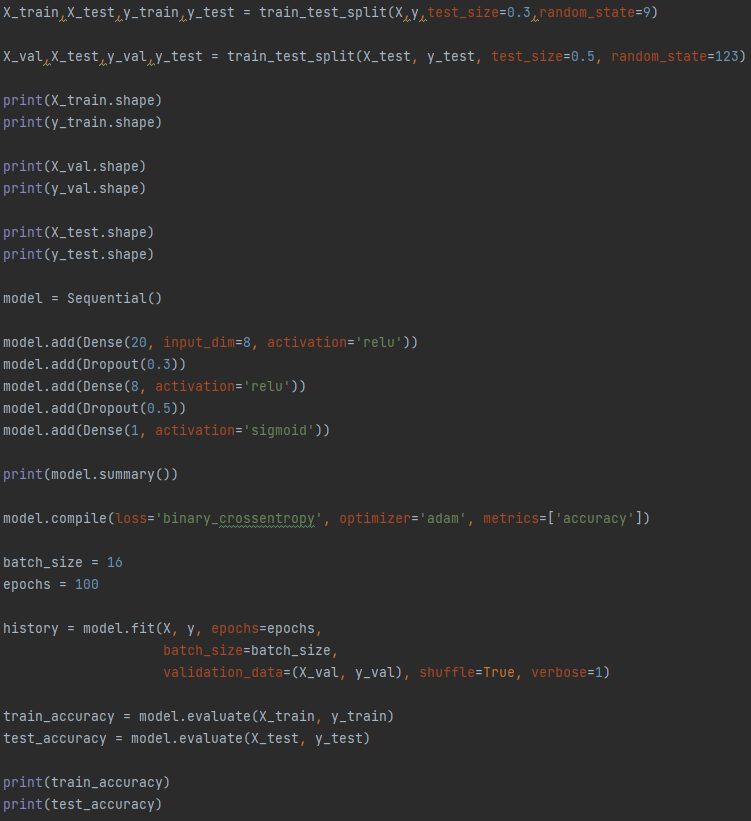 X_train,X_test,y_train,y_test = train_test_split(X,y,test_size=0.3,random_state=9)
X_val,X_test,y_val,y_test = train_test_split(X_test, y_test, test_size=0.5, random_state=123)
print(X_train.shape)
print(y_train.shape)
print(X_val.shape)
print(y_val.shape)
print(X_test.shape)
print(y_test.shape)
model = Sequential()
model.add(Dense(20, input_dim=8, activation='relu'))
model.add(Dropout(0.3))
model.add(Dense(8, activation='relu'))
model.add(Dropout(0.5))
model.add(Dense(1, activation='sigmoid'))
print(model.summary())
model.compile(loss='binary_crossentropy', optimizer='adam', metrics=['accuracy'])
batch_size = 16
epochs = 100
history = model.fit(X, y, epochs=epochs,
batch_size=batch_size,
validation_data=(X_val, y_val), shuffle=True, verbose=1)
train_accuracy = model.evaluate(X_train, y_train)
test_accuracy = model.evaluate(X_test, y_test)
print(train_accuracy)
print(test_accuracy)